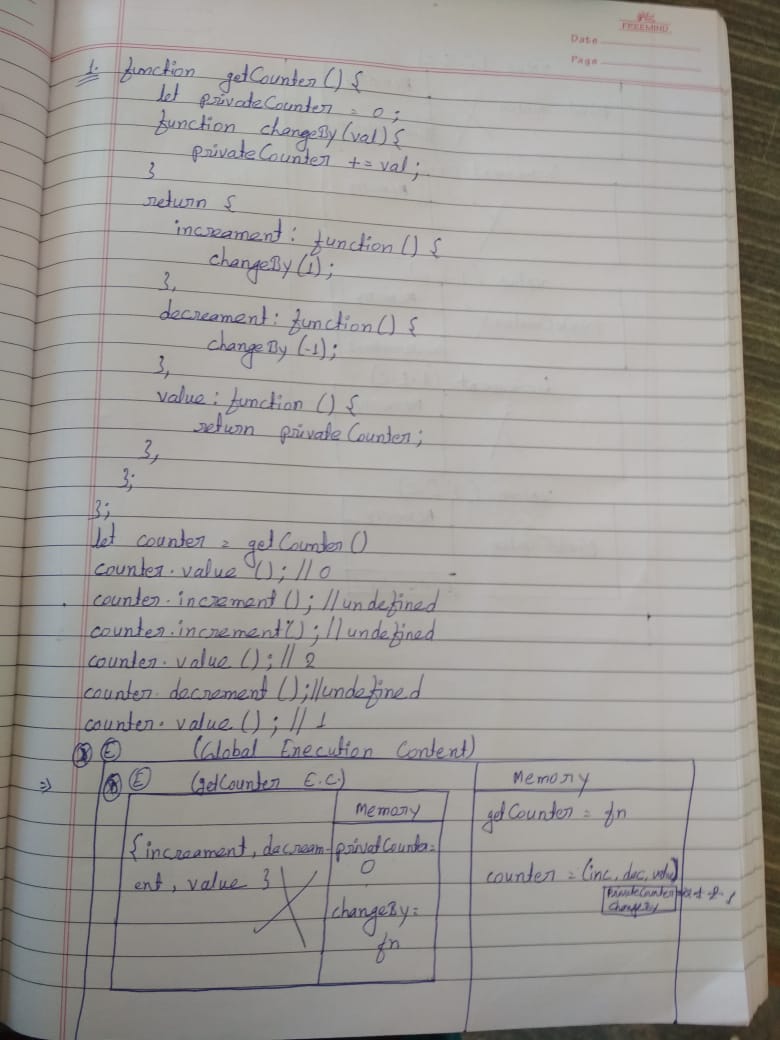 FREEMIND
Date
Page
1. function getCounter () {
let privateCounter = 0;
function changeBy (val) {
privateCounter += val;
}
return {
increament : function () {
changeBy (1);
},
decreament : function () {
changeBy (-1);
},
value : function () {
return privateCounter;
},
};
};
let counter = getCounter ()
counter.value (); // 0
counter.increment (); // undefined
counter.increment (); // undefined
counter.value (); // 2
counter.decrement (); // undefined
counter.value (); // 1
E (Global Execution Content)
⇒ E (getCounter E.C.)
Memory
{ increament, decream-
ent, value }
privatCounter =
0
changeBy =
fn
Memory
getCounter = fn
counter = (inc, dec, value)
PrivateCounter
changeBy